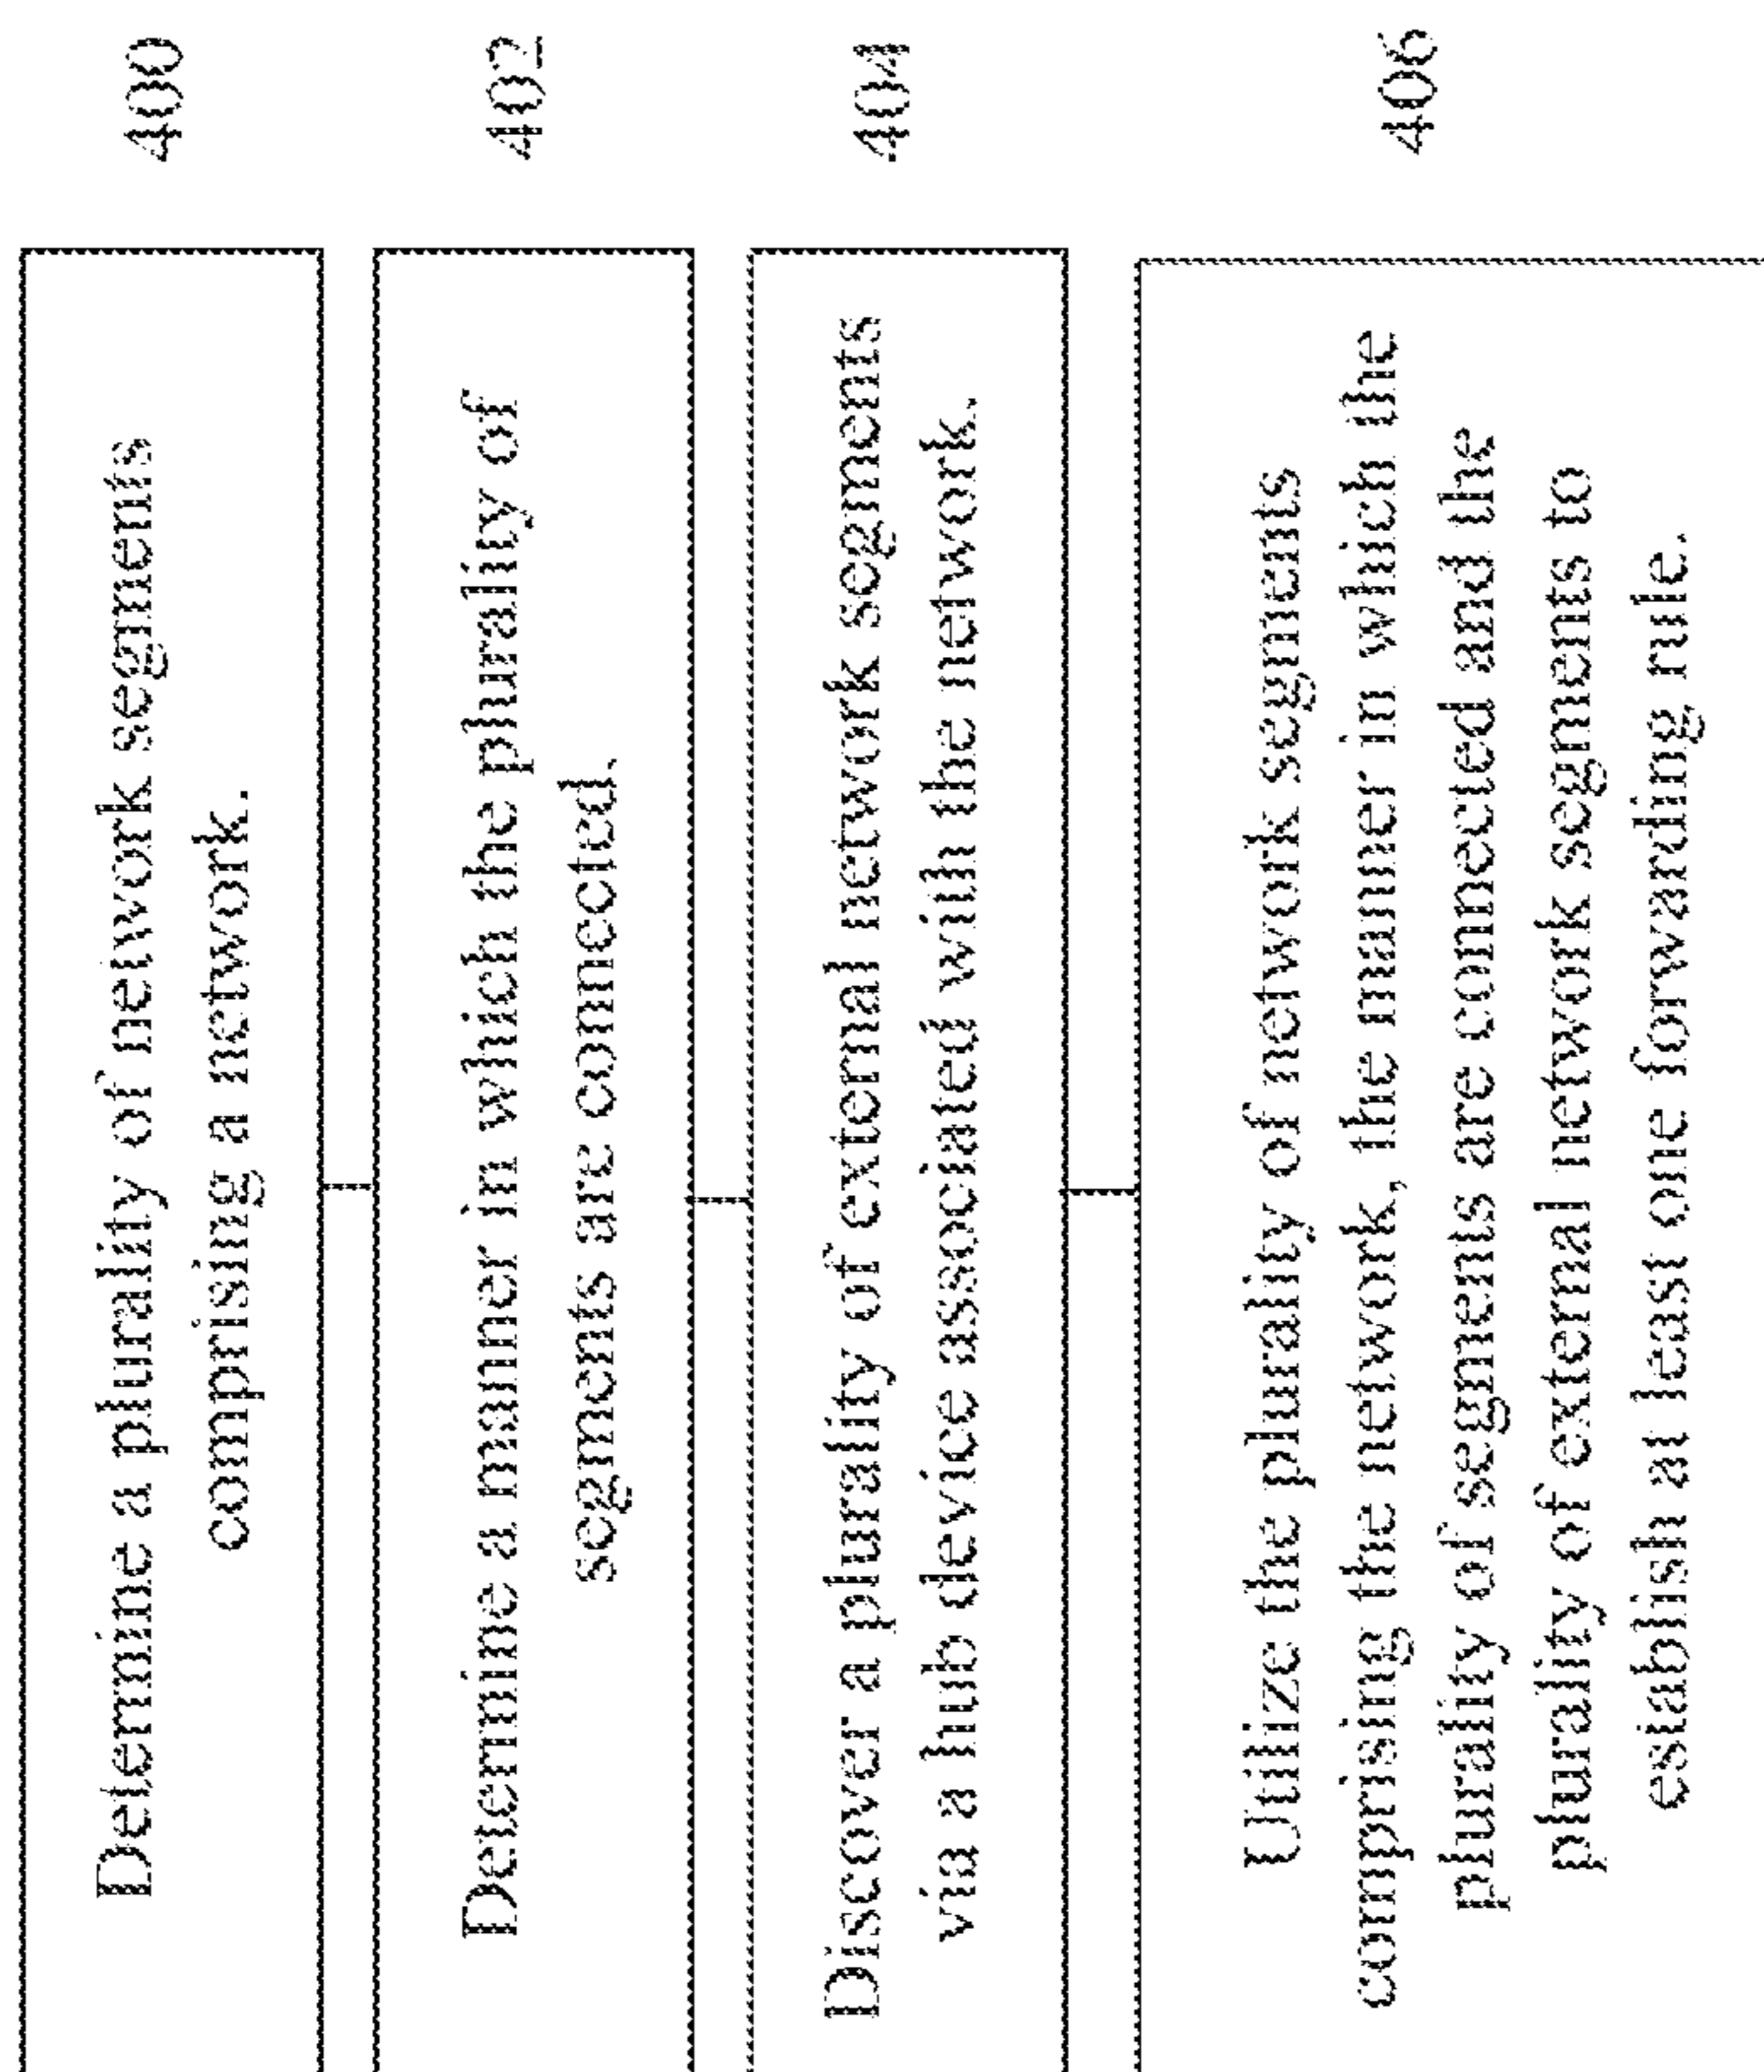 Determine a plurality of network segments
comprising a network.
400
Determine a manner in which the plurality of
segments are connected.
402
Discover a plurality of external network segments
via a hub device associated with the network.
404
Utilize the plurality of network segments
comprising the network, the manner in which the
plurality of segments are connected and the
plurality of external network segments to
establish at least one forwarding rule.
406